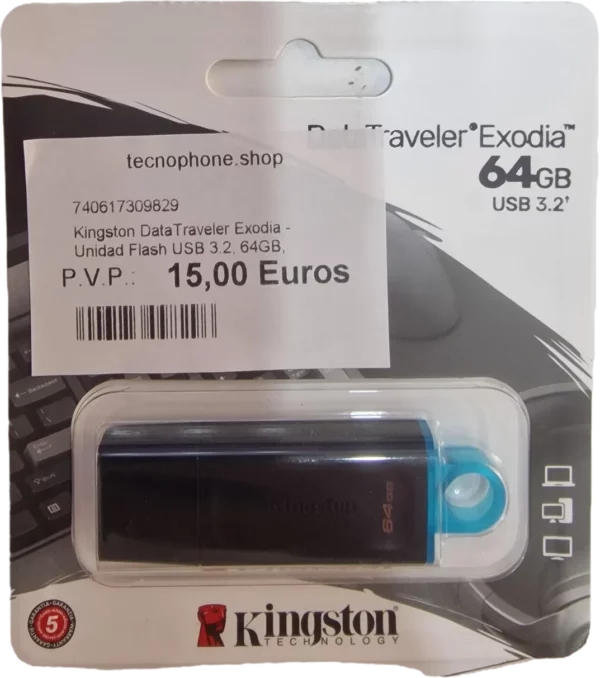 DataTraveler® Exodia™
64GB
USB 3.2†
tecnophone.shop
740617309829
Kingston DataTraveler Exodia -
Unidad Flash USB 3.2, 64GB,
P.V.P.: 15,00 Euros
Kingston
64GB
5
Kingston
TECHNOLOGY